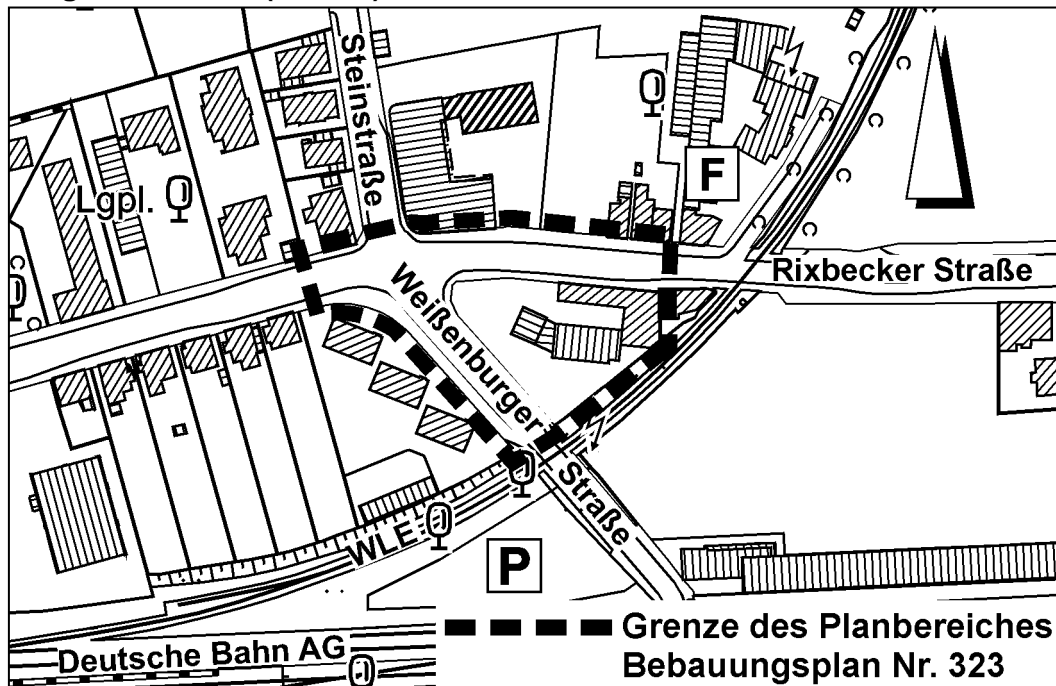 Steinstraße
Lgpl.
F
Rixbecker Straße
Weißenburger
Straße
WLE
P
Deutsche Bahn AG
Grenze des Planbereiches
Bebauungsplan Nr. 323